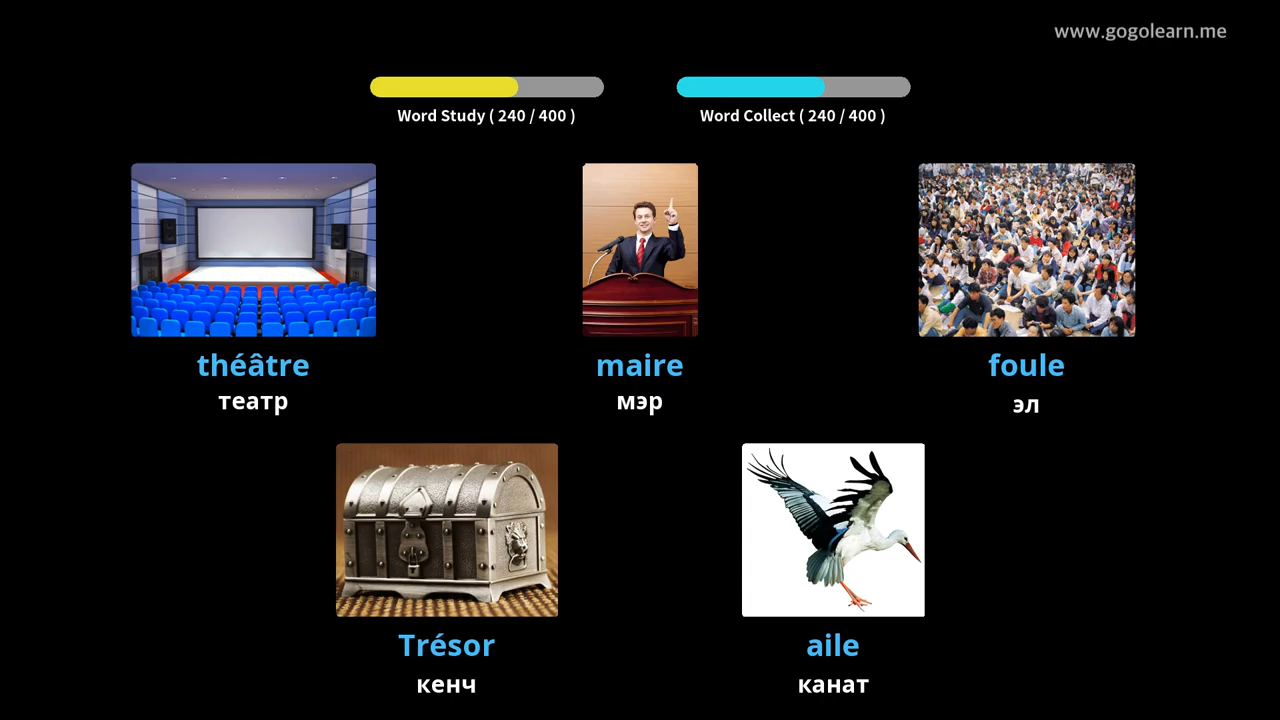 www.gogolearn.me
Word Study ( 240 / 400 )
Word Collect ( 240 / 400 )
théâtre
театр
maire
мэр
foule
эл
Trésor
кенч
aile
канат